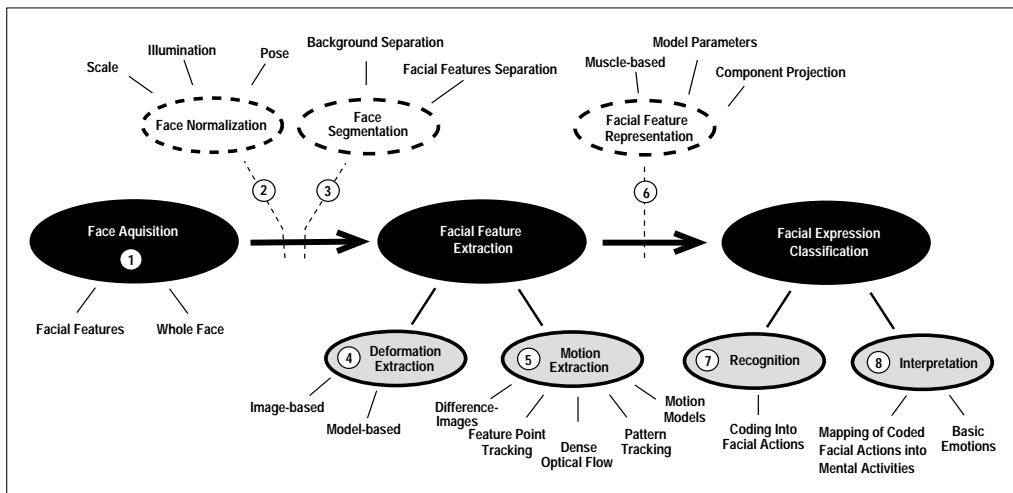 Illumination
Scale
Pose
Face Normalization
Background Separation
Facial Features Separation
Face
Segmentation
Model Parameters
Muscle-based
Component Projection
Facial Feature
Representation
2
3
6
Face Aquisition
1
Facial Feature
Extraction
Facial Expression
Classification
Facial Features
Whole Face
4
Deformation
Extraction
5
Motion
Extraction
7
Recognition
8
Interpretation
Image-based
Model-based
Difference-
Images
Feature Point
Tracking
Dense
Optical Flow
Pattern
Tracking
Motion
Models
Coding Into
Facial Actions
Mapping of Coded
Facial Actions into
Mental Activities
Basic
Emotions